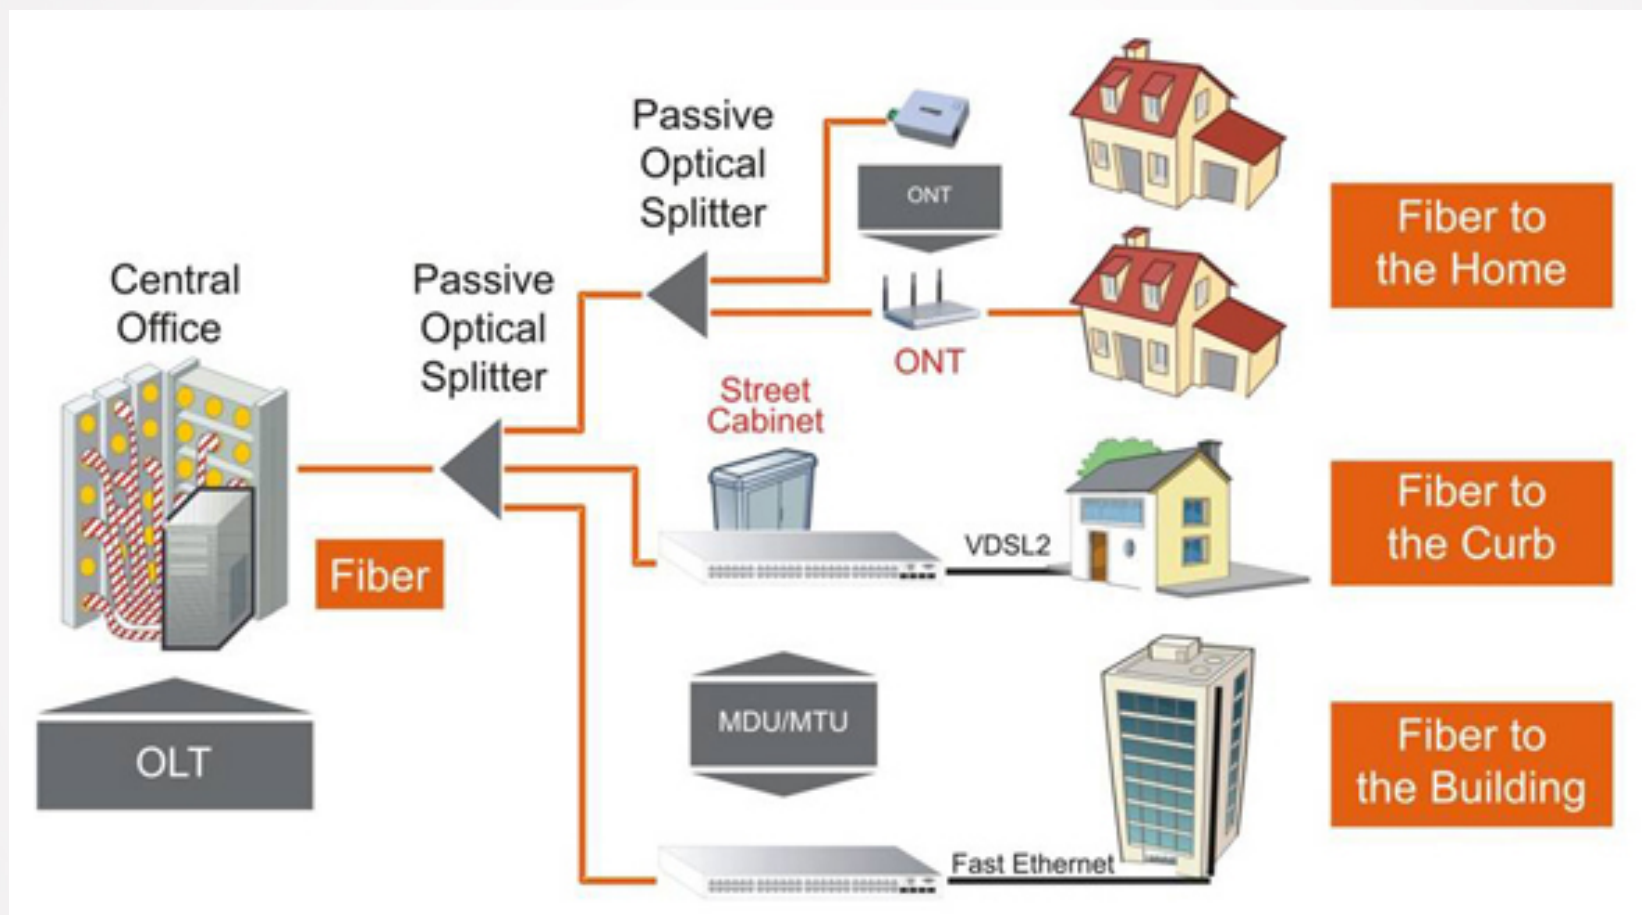 Passive
Optical
Splitter
ONT
Fiber to
the Home
Central
Office
Passive
Optical
Splitter
ONT
Street
Cabinet
Fiber to
the Curb
VDSL2
Fiber
MDU/MTU
OLT
Fiber to
the Building
Fast Ethernet